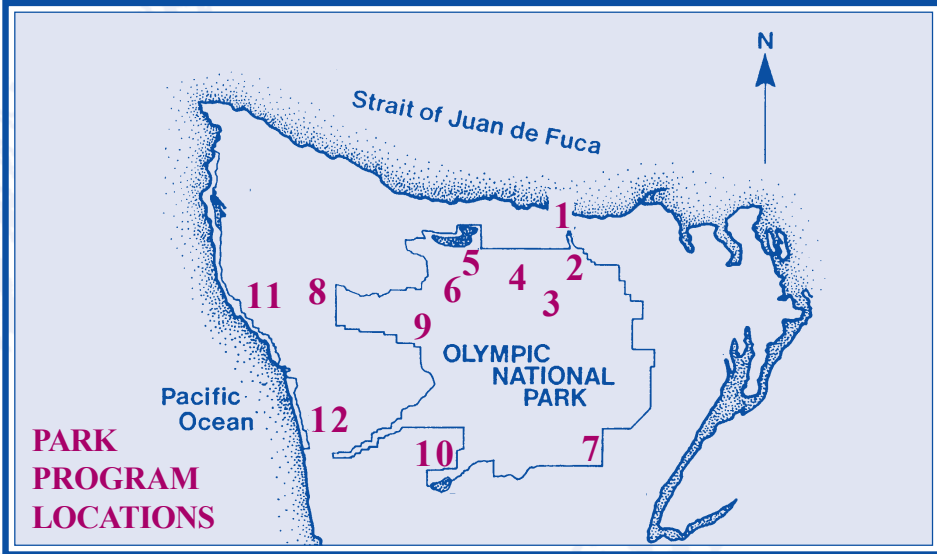 N
Strait of Juan de Fuca
1
2
3
4
5
6
8
11
9
OLYMPIC
NATIONAL
PARK
Pacific
Ocean
12
10
7
PARK
PROGRAM
LOCATIONS